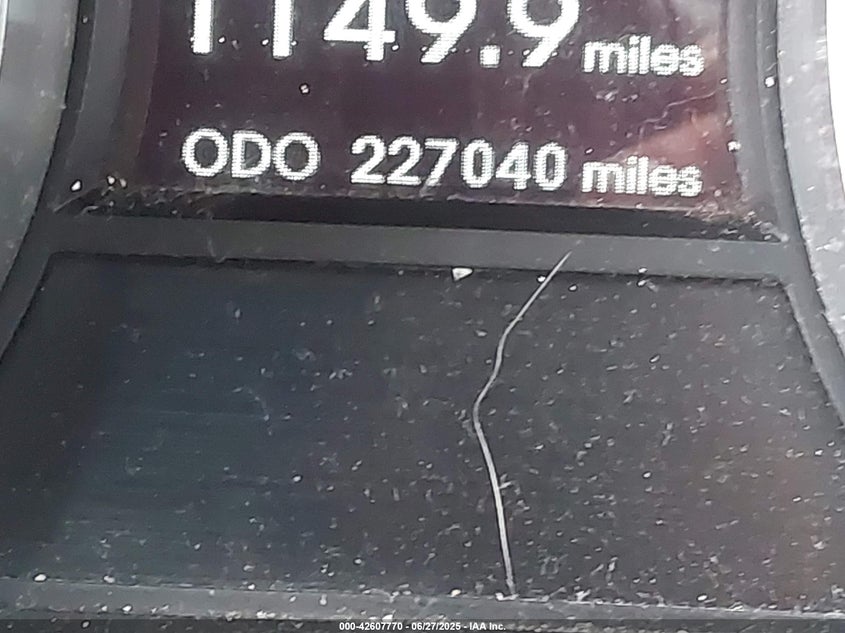 1149.9 miles
ODO 227040 miles
000-42607770 - 06/27/2025 - IAA Inc.